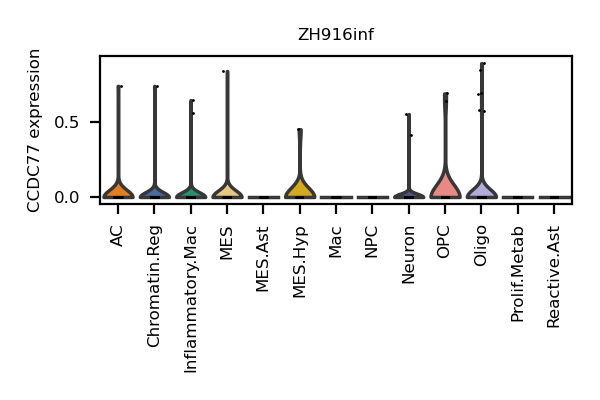 ZH916inf
CCDC77 expression
0.5
0.0
AC
Chromatin.Reg
Inflammatory.Mac
MES
MES.Ast
MES.Hyp
Mac
NPC
Neuron
OPC
Oligo
Prolif.Metab
Reactive.Ast